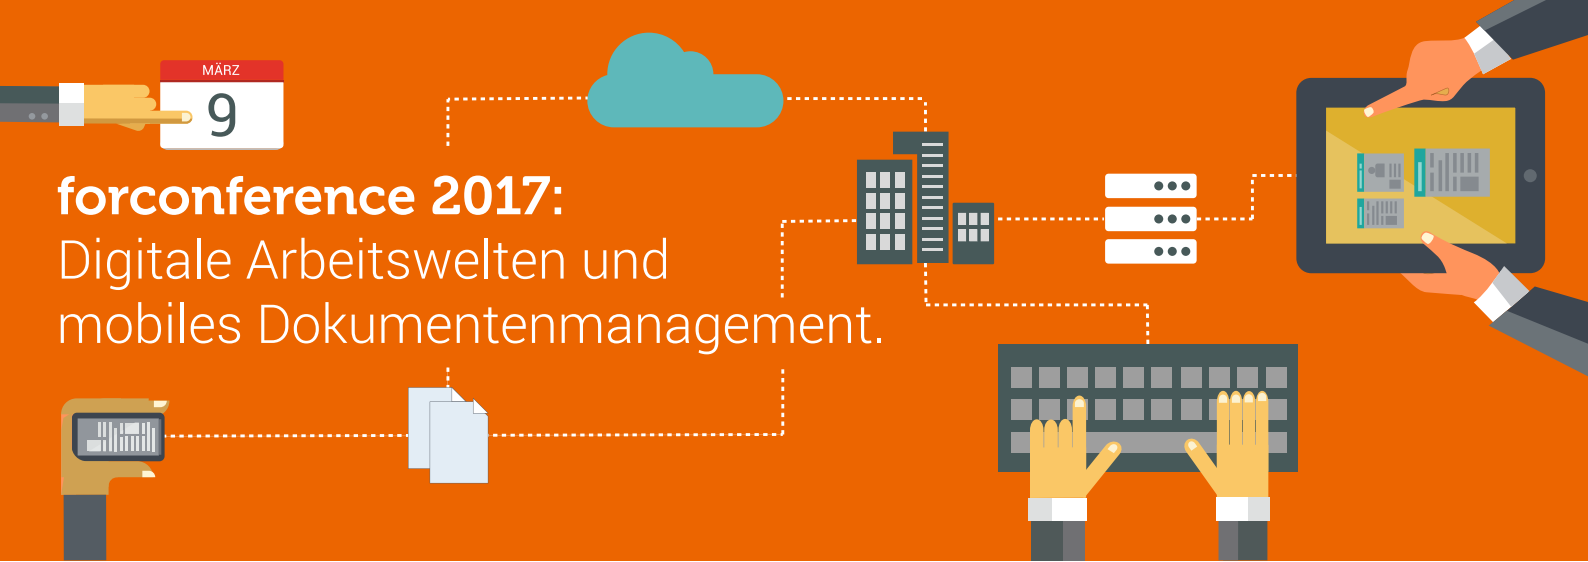 MÄRZ
9
forconference 2017:
Digitale Arbeitswelten und
mobiles Dokumentenmanagement.